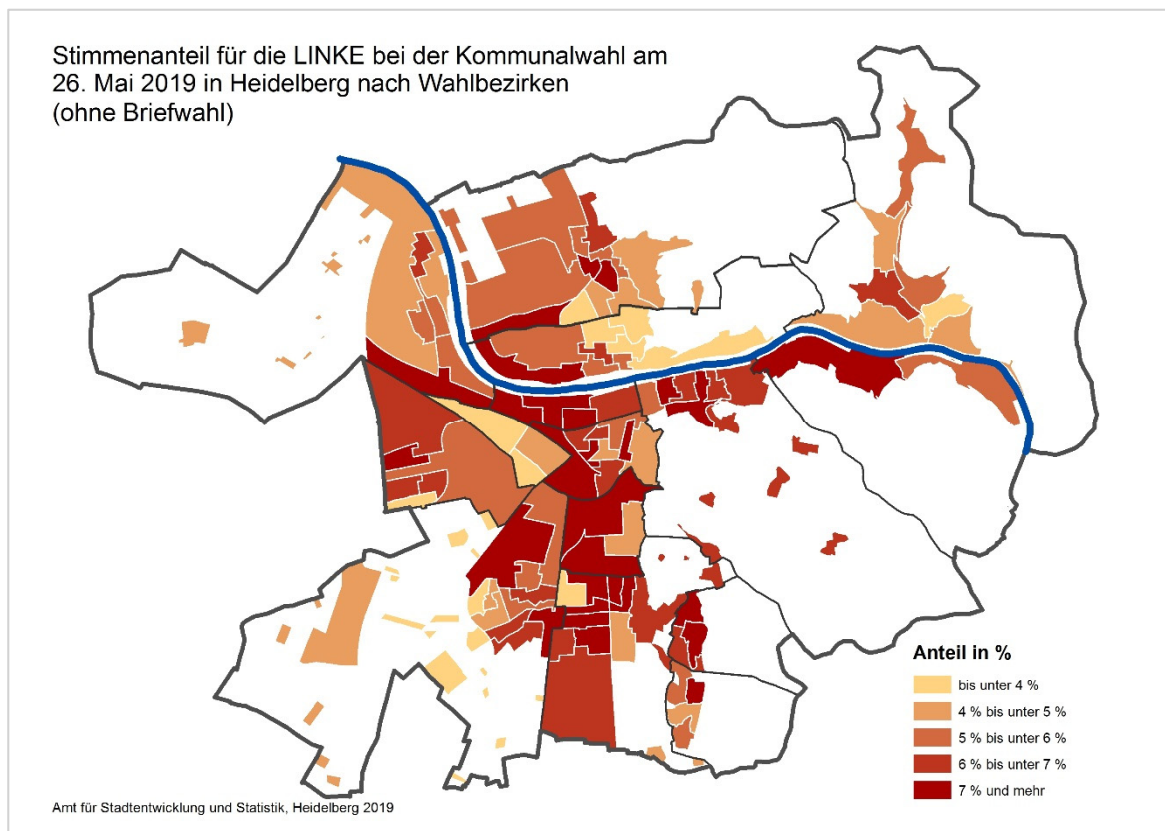 Stimmenanteil für die LINKE bei der Kommunalwahl am
26. Mai 2019 in Heidelberg nach Wahlbezirken
(ohne Briefwahl)
Anteil in %
bis unter 4 %
4 % bis unter 5 %
5 % bis unter 6 %
6 % bis unter 7 %
7 % und mehr
Amt für Stadtentwicklung und Statistik, Heidelberg 2019